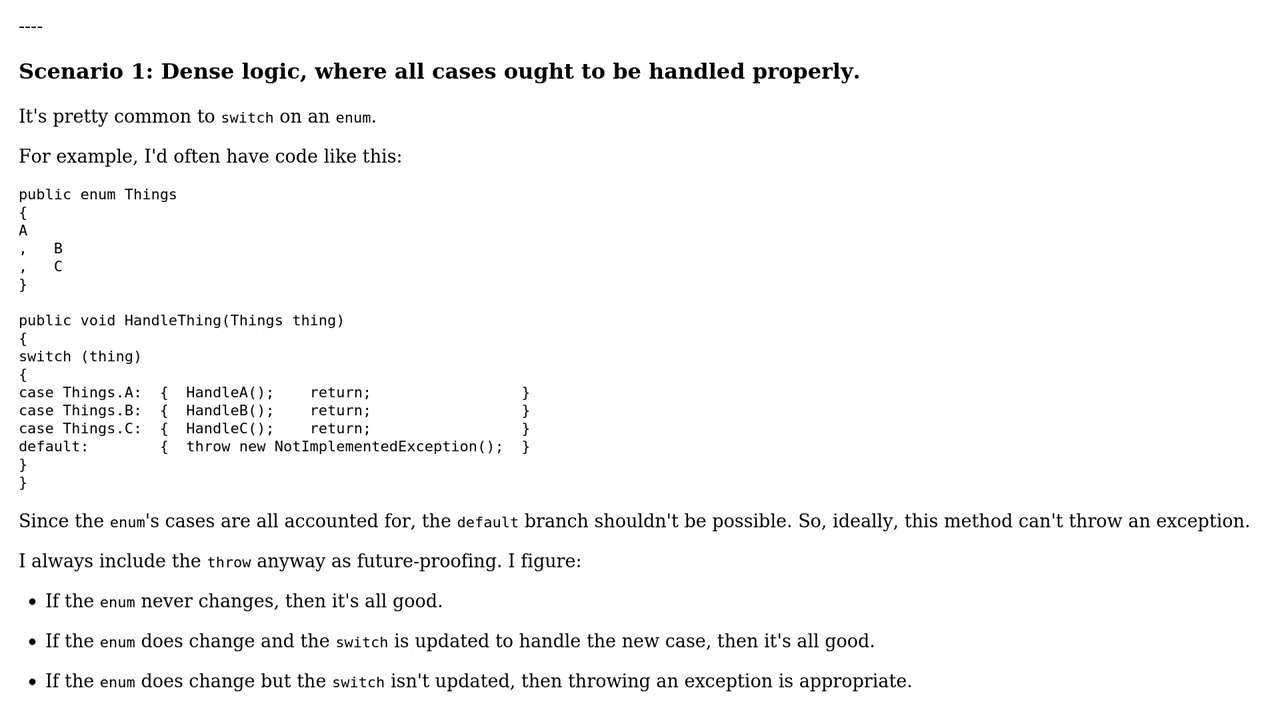 ----
Scenario 1: Dense logic, where all cases ought to be handled properly.
It's pretty common to switch on an enum.
For example, I'd often have code like this:
public enum Things
{
A
,   B
,   C
}
public void HandleThing(Things thing)
{
switch (thing)
{
case Things.A:  {  HandleA();    return;                 }
case Things.B:  {  HandleB();    return;                 }
case Things.C:  {  HandleC();    return;                 }
default:        {  throw new NotImplementedException();  }
}
}
Since the enum's cases are all accounted for, the default branch shouldn't be possible. So, ideally, this method can't throw an exception.
I always include the throw anyway as future-proofing. I figure:
• If the enum never changes, then it's all good.
• If the enum does change and the switch is updated to handle the new case, then it's all good.
• If the enum does change but the switch isn't updated, then throwing an exception is appropriate.